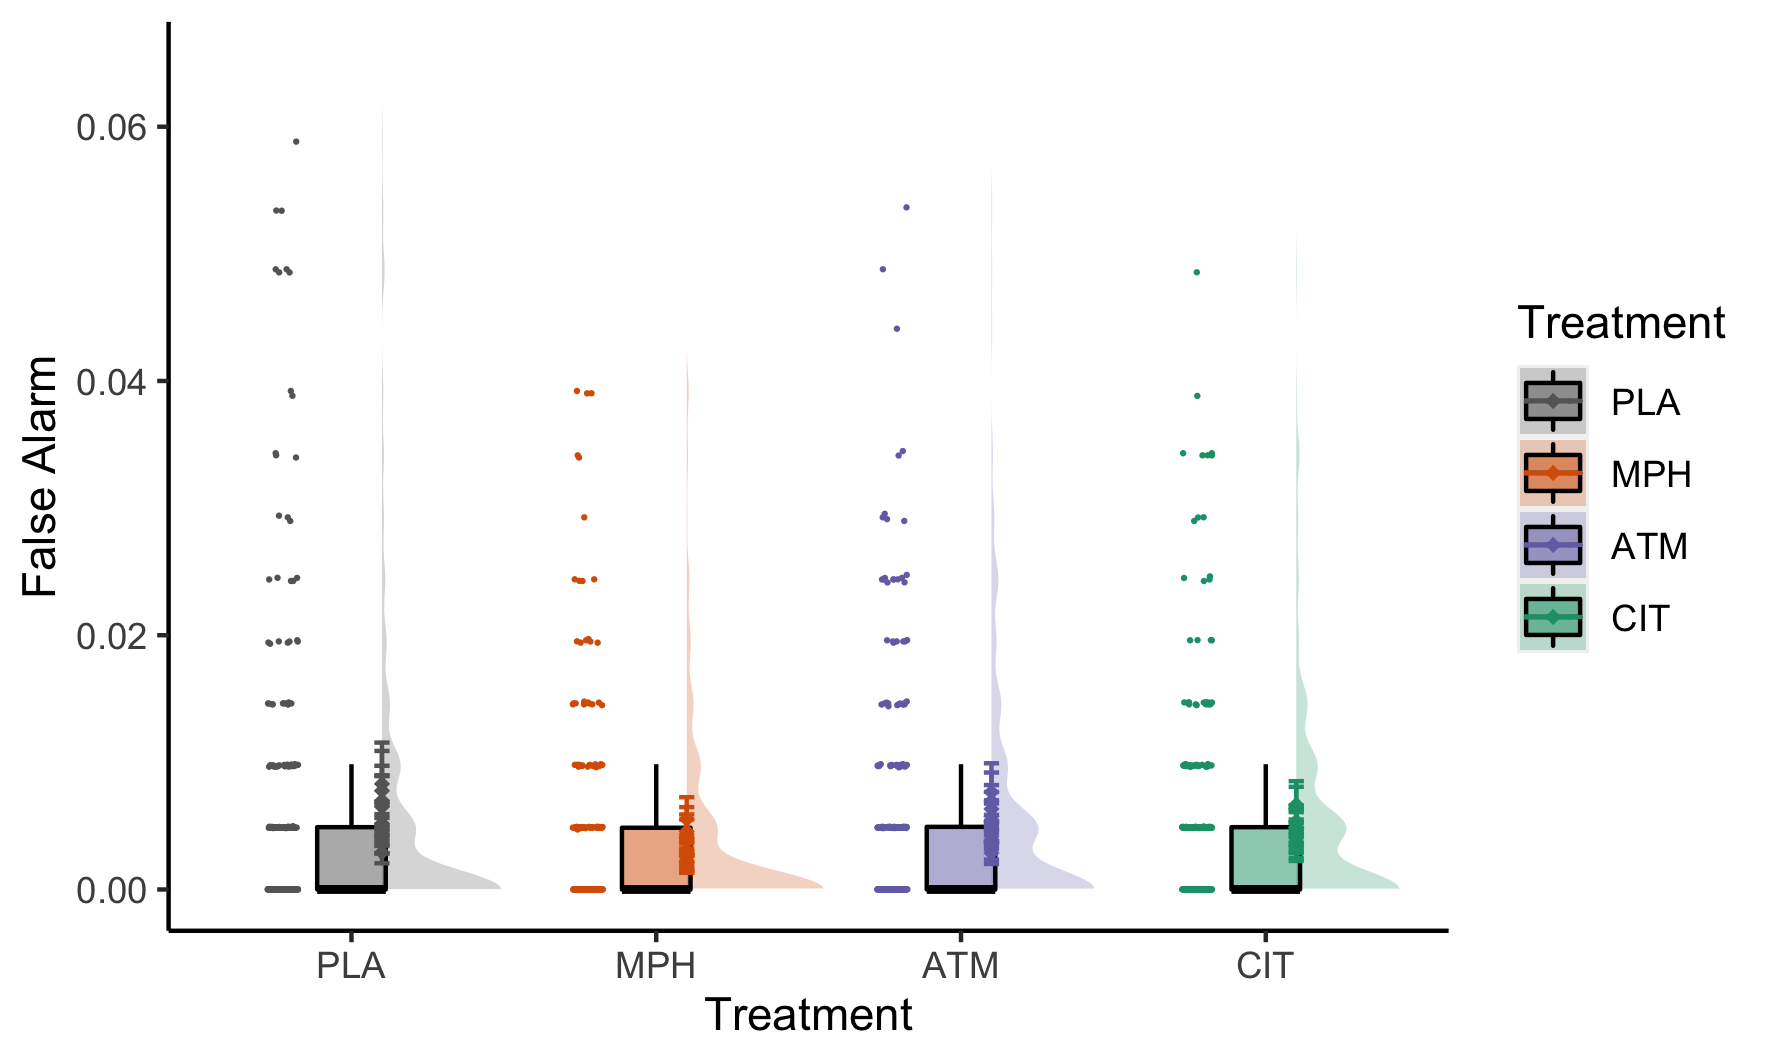 False Alarm
0.06
0.04
0.02
0.00
PLA
MPH
ATM
CIT
Treatment
Treatment
PLA
MPH
ATM
CIT